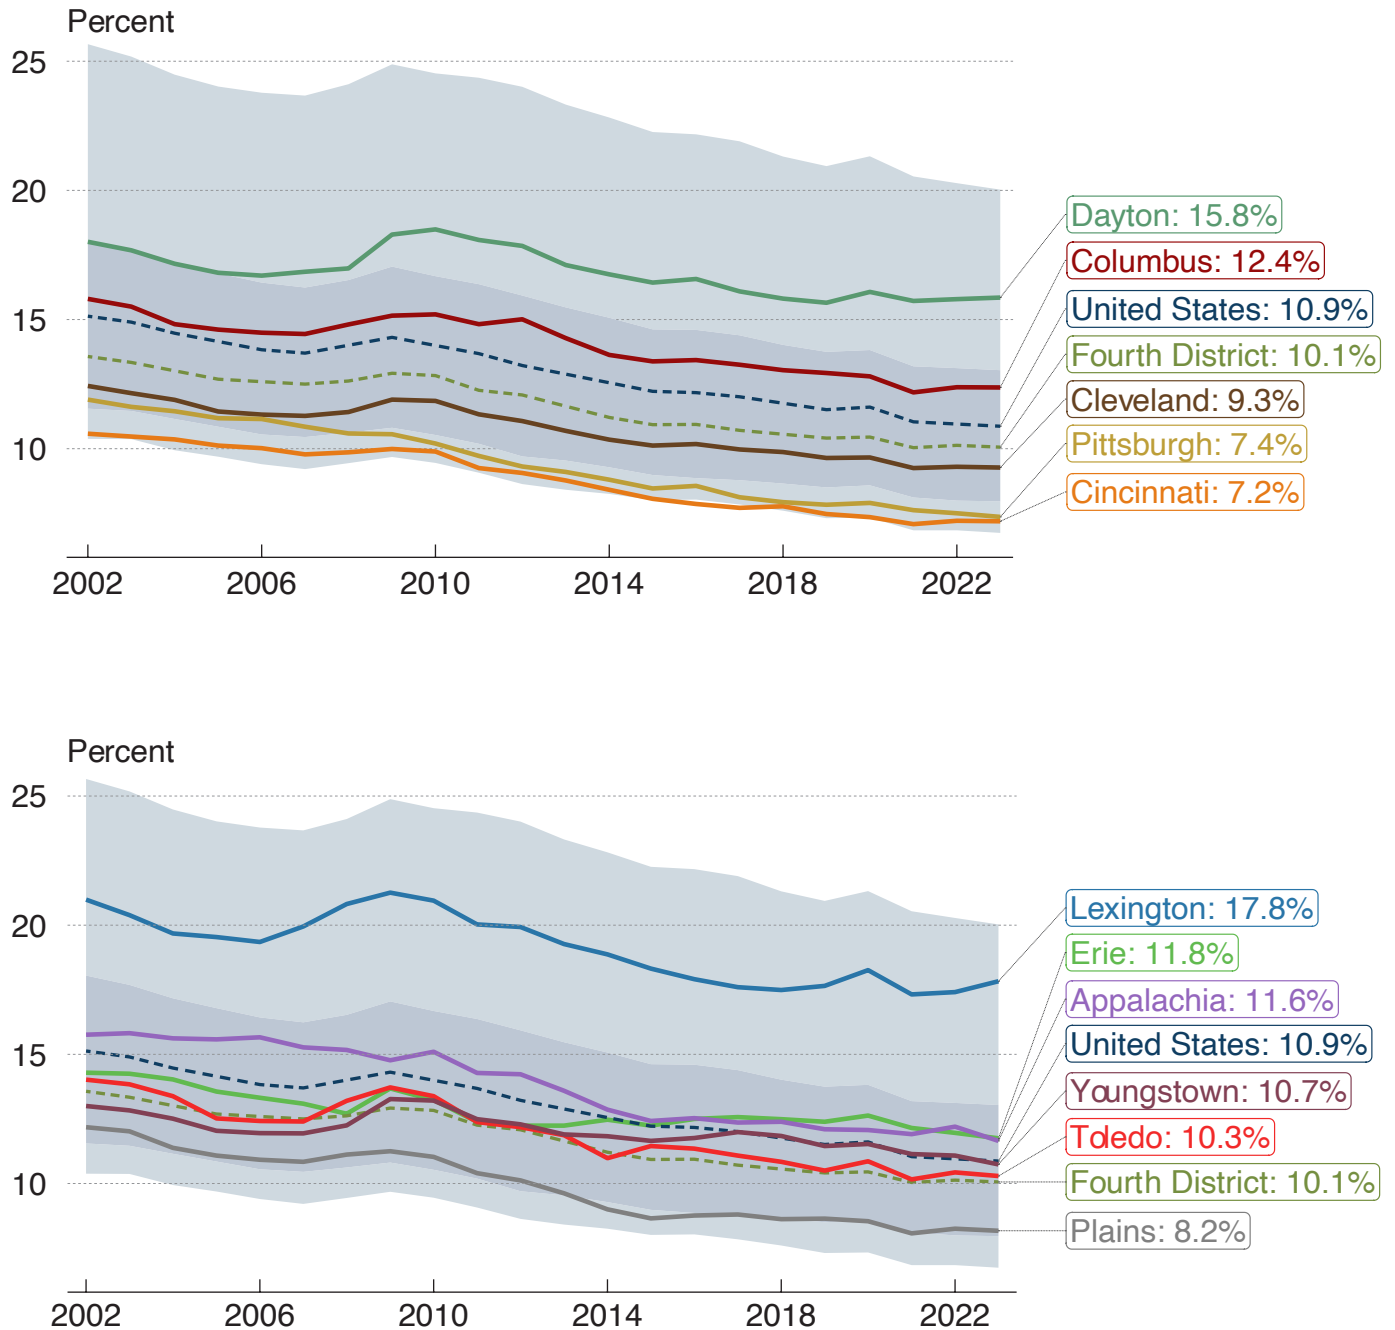 Percent
25
20
15
10
Dayton: 15.8%
Columbus: 12.4%
United States: 10.9%
Fourth District: 10.1%
Cleveland: 9.3%
Pittsburgh: 7.4%
Cincinnati: 7.2%
2002 2006 2010 2014 2018 2022
Percent
25
20
15
10
Lexington: 17.8%
Erie: 11.8%
Appalachia: 11.6%
United States: 10.9%
Youngstown: 10.7%
Toledo: 10.3%
Fourth District: 10.1%
Plains: 8.2%
2002 2006 2010 2014 2018 2022